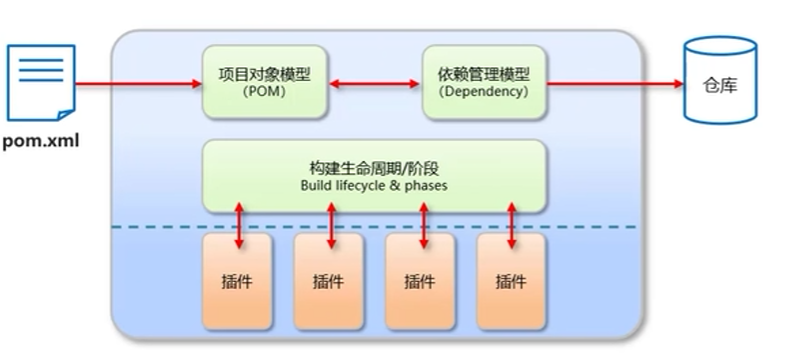 项目对象模型
（POM）
依赖管理模型
（Dependency）
仓库
pom.xml
构建生命周期/阶段
Build lifecycle & phases
插件
插件
插件
插件